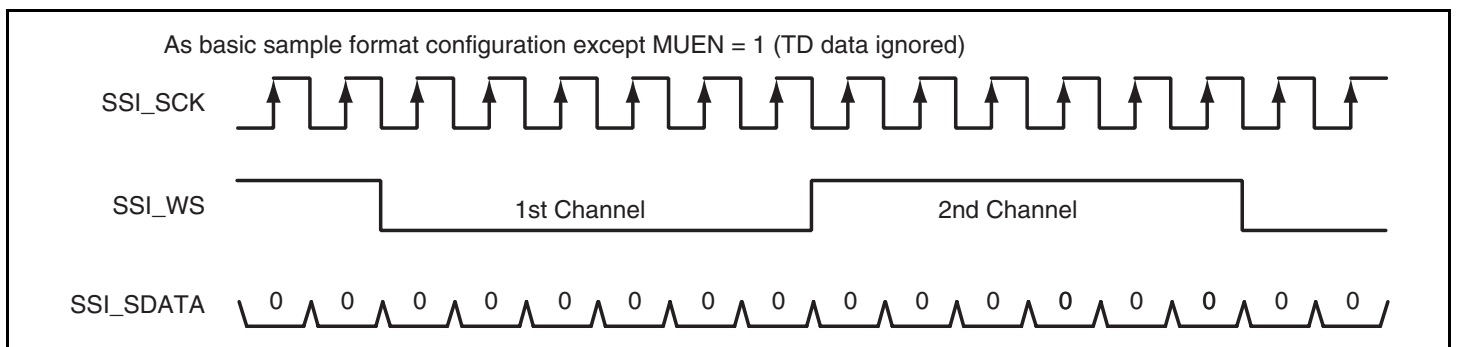 As basic sample format configuration except MUEN = 1 (TD data ignored)
SSI_SCK
SSI_WS 1st Channel 2nd Channel
SSI_SDATA 0 0 0 0 0 0 0 0 0 0 0 0 0 0 0 0